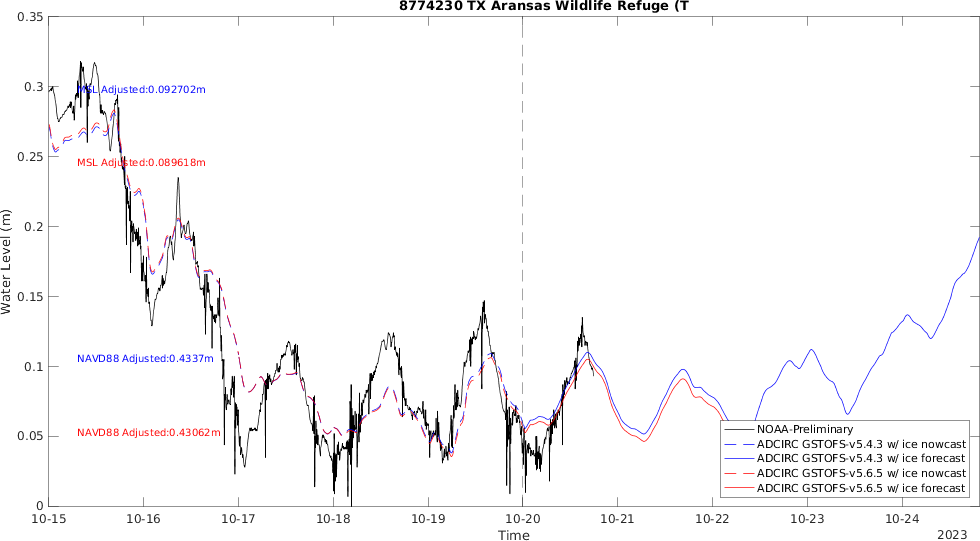 8774230 TX Aransas Wildlife Refuge (T
0.35
0.3
0.25
0.2
0.15
0.1
0.05
0
Water Level (m)
MSL Adjusted:0.092702m
MSL Adjusted:0.089618m
NAVD88 Adjusted:0.4337m
NAVD88 Adjusted:0.43062m
NOAA-Preliminary
ADCIRC GSTOFS-v5.4.3 w/ ice nowcast
ADCIRC GSTOFS-v5.4.3 w/ ice forecast
ADCIRC GSTOFS-v5.6.5 w/ ice nowcast
ADCIRC GSTOFS-v5.6.5 w/ ice forecast
10-15 10-16 10-17 10-18 10-19 10-20 10-21 10-22 10-23 10-24
Time
2023